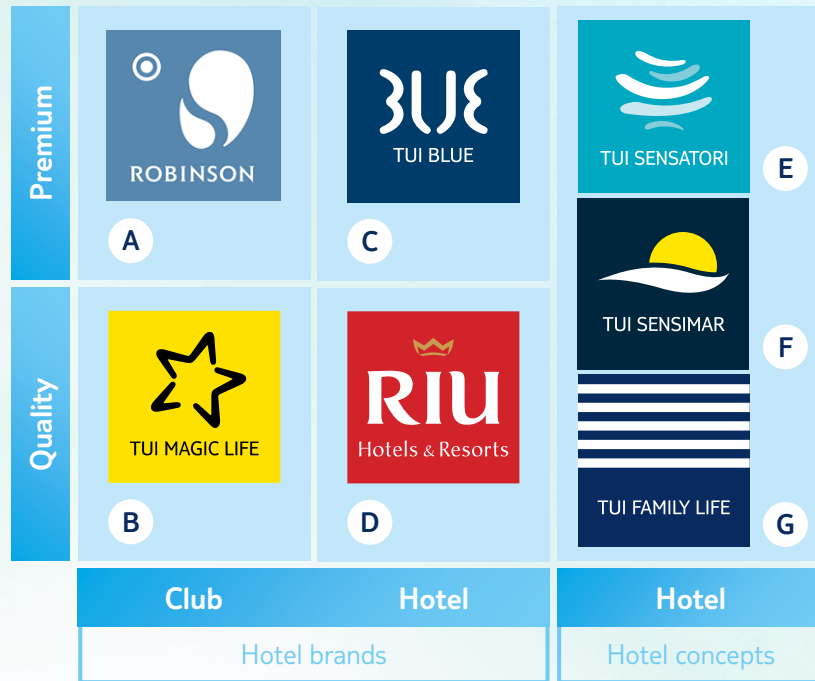 Premium
ROBINSON
A
TUI BLUE
C
TUI SENSATORI
E
TUI SENSIMAR
F
Quality
TUI MAGIC LIFE
B
RIU
Hotels & Resorts
D
TUI FAMILY LIFE
G
Club
Hotel
Hotel
Hotel brands
Hotel concepts